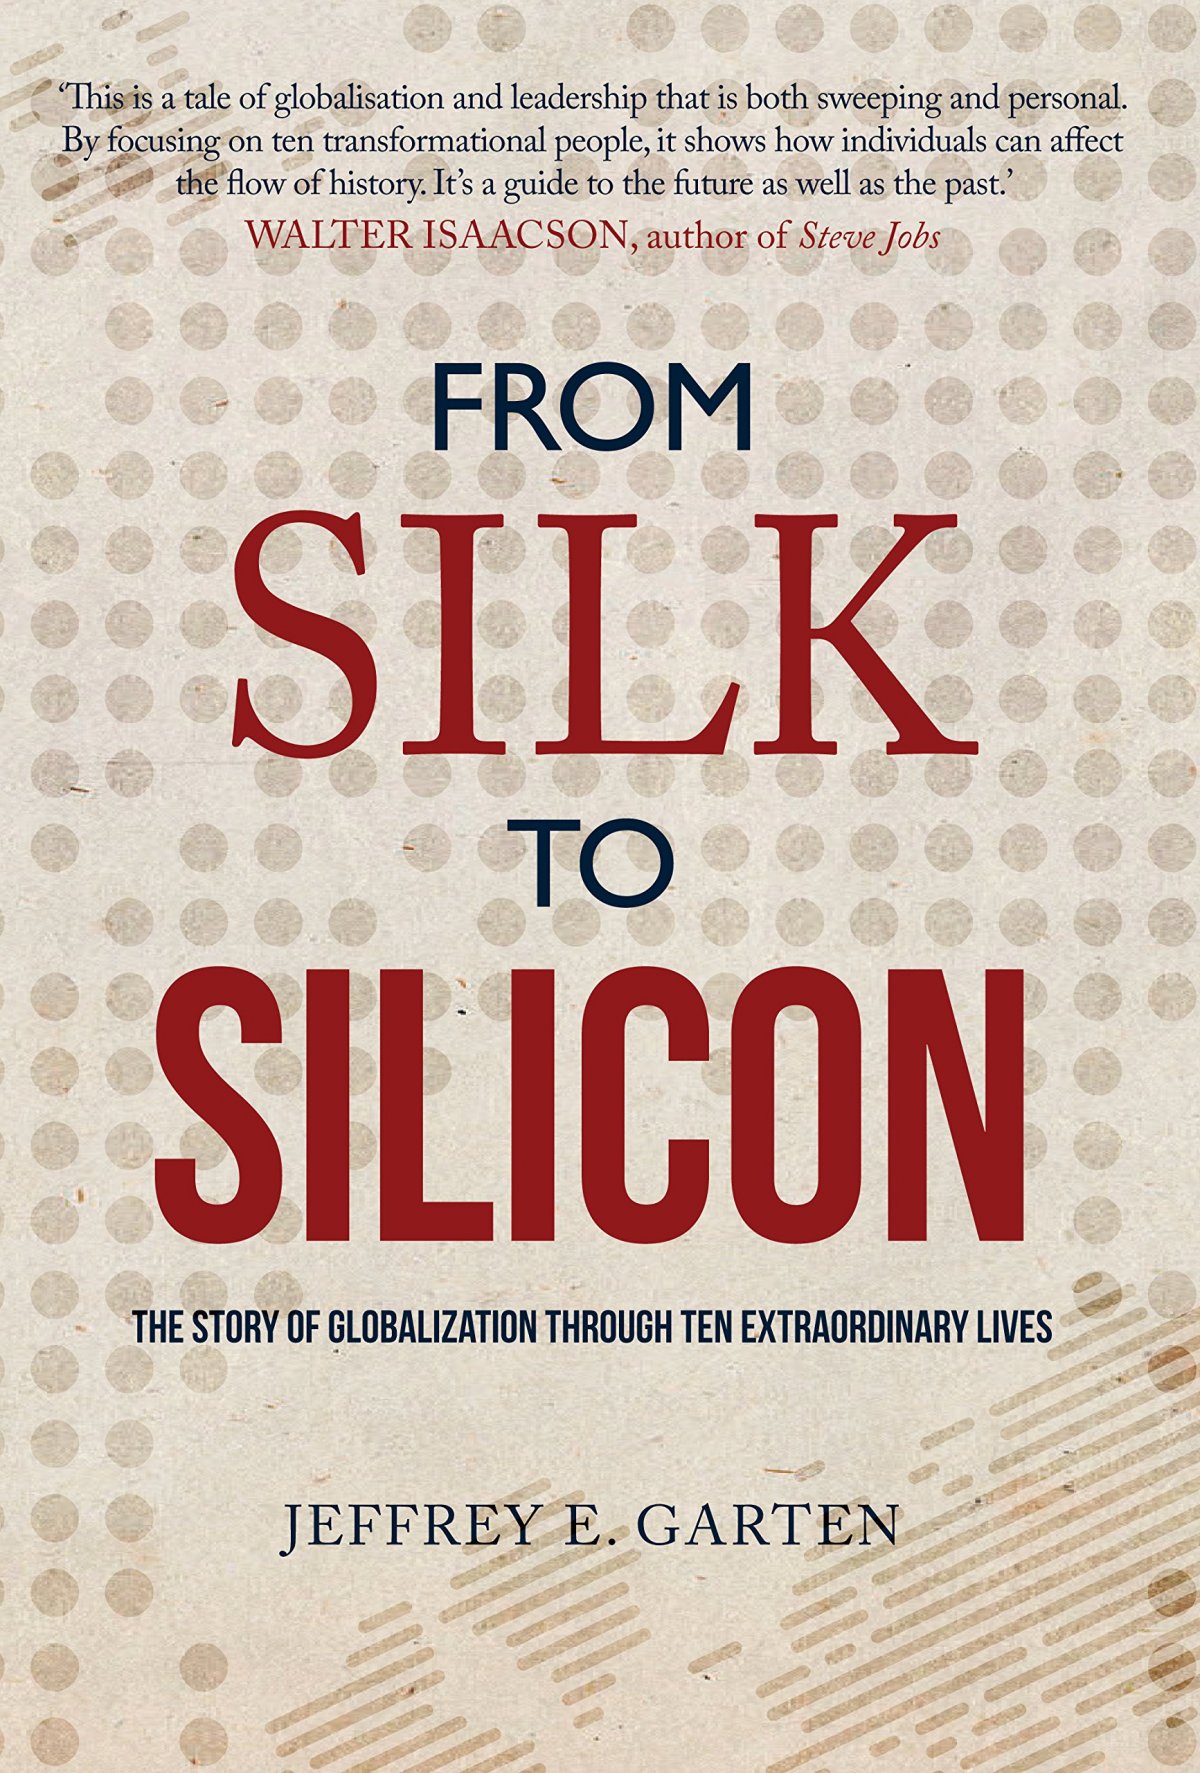 ‘This is a tale of globalisation and leadership that is both sweeping and personal.
By focusing on ten transformational people, it shows how individuals can affect
the flow of history. It’s a guide to the future as well as the past.’
WALTER ISAACSON, author of Steve Jobs
FROM
SILK
TO
SILICON
THE STORY OF GLOBALIZATION THROUGH TEN EXTRAORDINARY LIVES
JEFFREY E. GARTEN